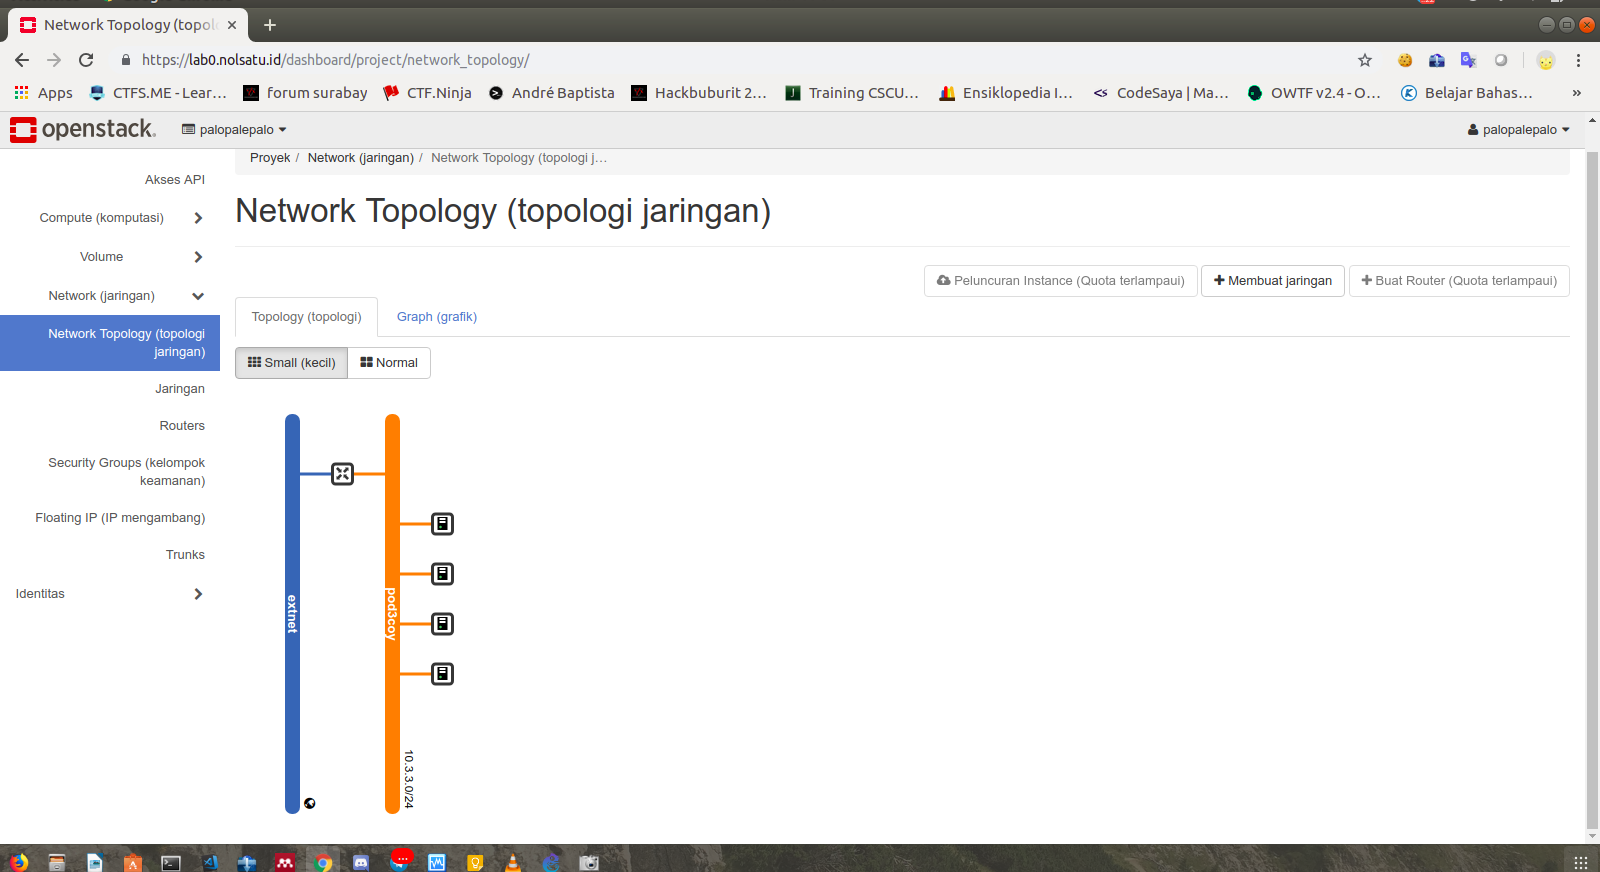 Network Topology (topol
https://lab0.nolsatu.id/dashboard/project/network_topology/
Apps
CTFS.ME - Lear…
forum surabay
CTF.Ninja
André Baptista
Hackbuburit 2…
Training CSCU…
Ensiklopedia I…
CodeSaya | Ma…
OWTF v2.4 - O…
Belajar Bahas…
»
openstack.
palopalepalo
palopalepalo
Proyek / Network (jaringan) / Network Topology (topologi j…
Akses API
Compute (komputasi)
Volume
Network (jaringan)
Network Topology (topologi
jaringan)
Jaringan
Routers
Security Groups (kelompok
keamanan)
Floating IP (IP mengambang)
Trunks
Identitas
Network Topology (topologi jaringan)
Peluncuran Instance (Quota terlampaui)
Membuat jaringan
Buat Router (Quota terlampaui)
Topology (topologi)
Graph (grafik)
Small (kecil)
Normal
extnet
pod3coy
10.3.3.0/24